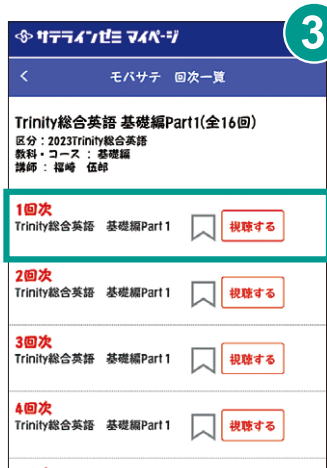 サテラインゼミ マイページ
3
モバサテ 回次一覧
Trinity総合英語 基礎編Part1(全16回)
区分：2023Trinity総合英語
教科・コース ： 基礎編
講師 ： 福崎 伍郎
1回次
Trinity総合英語 基礎編Part 1
視聴する
2回次
Trinity総合英語 基礎編Part 1
視聴する
3回次
Trinity総合英語 基礎編Part 1
視聴する
4回次
Trinity総合英語 基礎編Part 1
視聴する